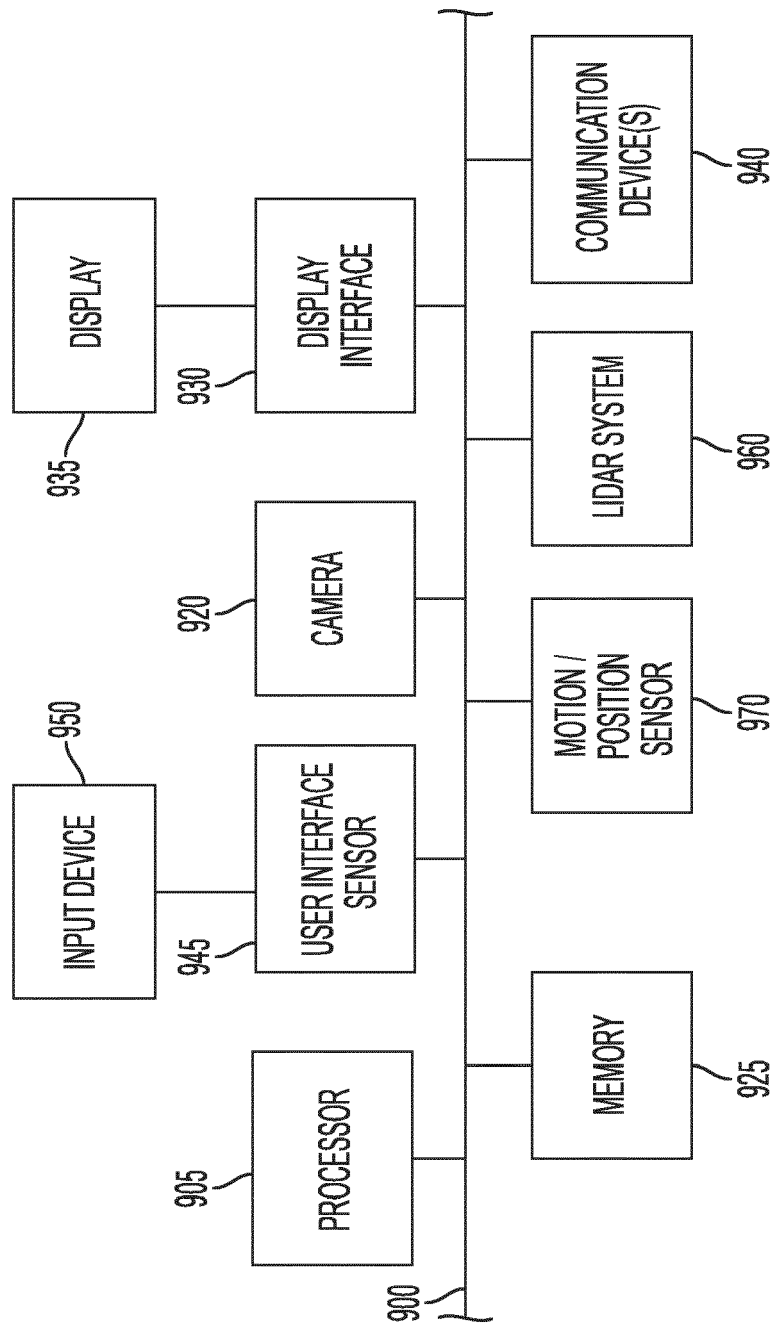 INPUT DEVICE
950
935
DISPLAY
905
PROCESSOR
945
USER INTERFACE
SENSOR
920
CAMERA
930
DISPLAY
INTERFACE
900
MEMORY
925
MOTION /
POSITION
SENSOR
970
LIDAR SYSTEM
960
COMMUNICATION
DEVICE(S)
940